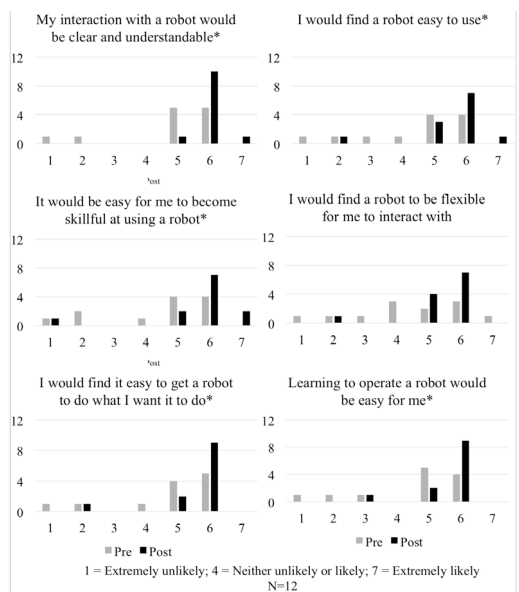 My interaction with a robot would
be clear and understandable*
12
8
4
0
1 2 3 4 5 6 7
I would find a robot easy to use*
12
8
4
0
1 2 3 4 5 6 7
It would be easy for me to become
skillful at using a robot*
12
8
4
0
1 2 3 4 5 6 7
I would find a robot to be flexible
for me to interact with
12
8
4
0
1 2 3 4 5 6 7
I would find it easy to get a robot
to do what I want it to do*
12
8
4
0
1 2 3 4 5 6 7
Pre Post
Learning to operate a robot would
be easy for me*
12
8
4
0
1 2 3 4 5 6 7
Pre Post
1 = Extremely unlikely; 4 = Neither unlikely or likely; 7 = Extremely likely
N=12